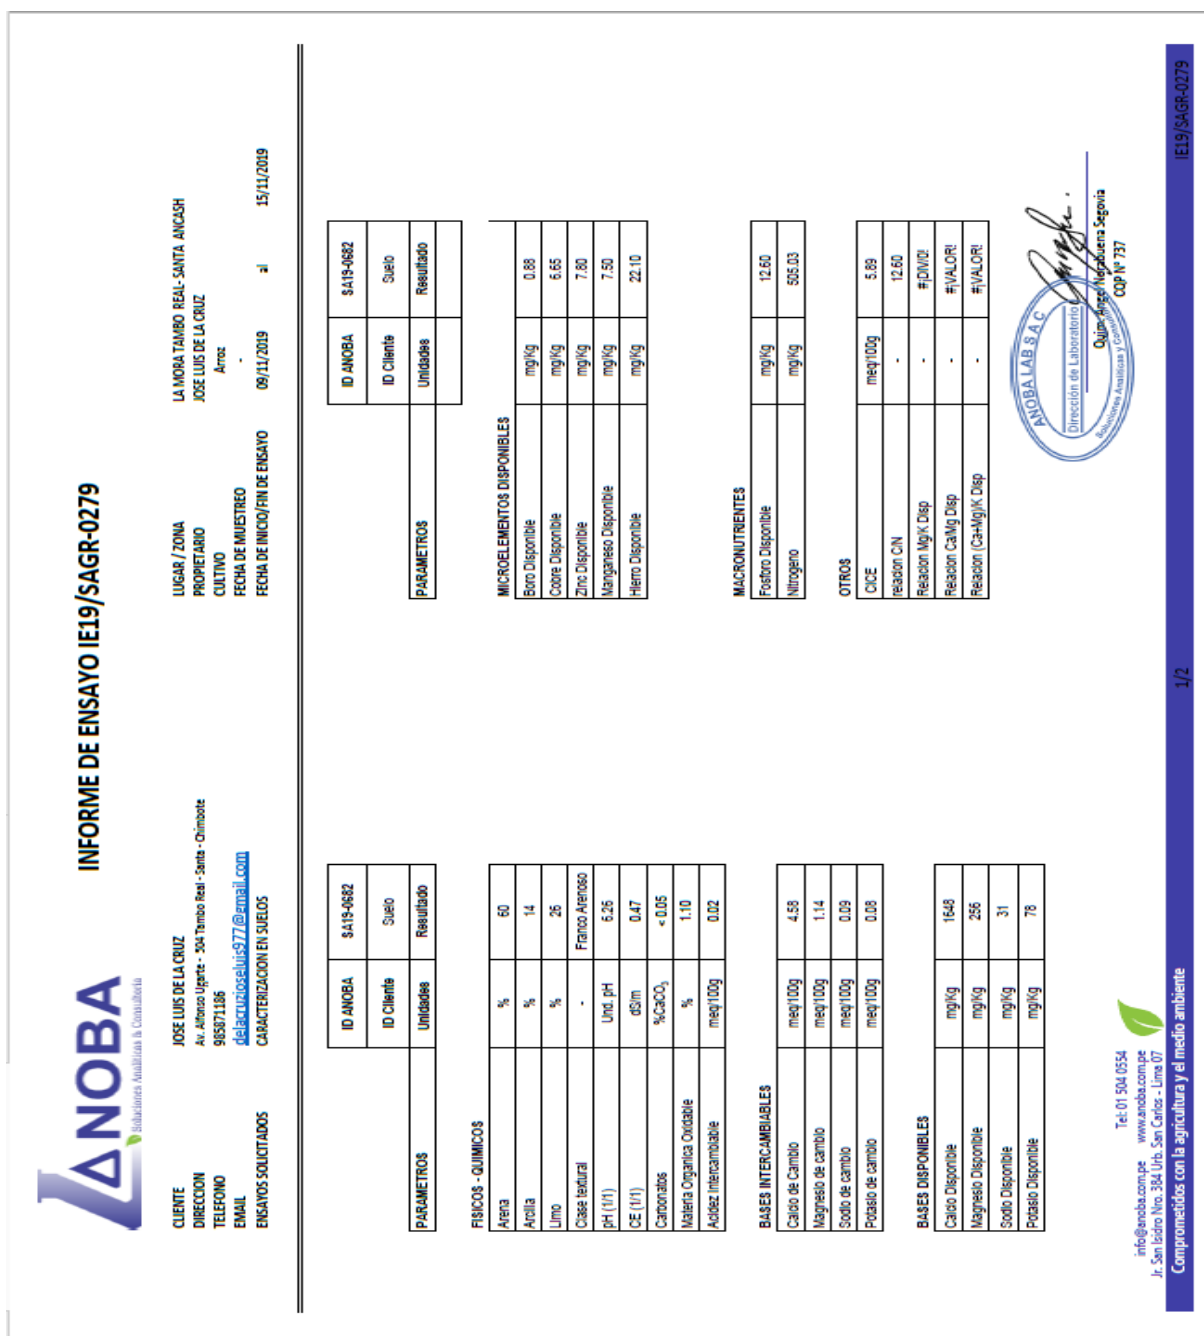 ANOBA
Soluciones Analíticas & Consultoría
INFORME DE ENSAYO IE19/SAGR-0279
CLIENTE JOSE LUIS DE LA CRUZ
DIRECCION Av. Alfonso Ugarte - 504 Tambo Real - Santa - Chimbote
TELEFONO 985871186
EMAIL delacruzjoseluis977@gmail.com
ENSAYOS SOLICITADOS CARACTERIZACION EN SUELOS
LUGAR / ZONA LA MORA TAMBO REAL- SANTA ANCASH
PROPIETARIO JOSE LUIS DE LA CRUZ
CULTIVO Arroz
FECHA DE MUESTREO -
FECHA DE INICIO/FIN DE ENSAYO 09/11/2019 al 15/11/2019
ID ANOBA SA19-0682
ID Cliente Suelo
PARAMETROS Unidades Resultado
FISICOS - QUIMICOS
Arena % 60
Arcilla % 14
Limo % 26
Clase textural - Franco Arenoso
pH (1/1) Und. pH 6.26
CE (1/1) dS/m 0.47
Carbonatos %CaCO₃ < 0.05
Materia Organica Oxidable % 1.10
Acidez Intercambiable meq/100g 0.02
BASES INTERCAMBIABLES
Calcio de Cambio meq/100g 4.58
Magnesio de cambio meq/100g 1.14
Sodio de cambio meq/100g 0.09
Potasio de cambio meq/100g 0.08
BASES DISPONIBLES
Calcio Disponible mg/Kg 1648
Magnesio Disponible mg/Kg 256
Sodio Disponible mg/Kg 31
Potasio Disponible mg/Kg 78
ID ANOBA SA19-0682
ID Cliente Suelo
PARAMETROS Unidades Resultado
MICROELEMENTOS DISPONIBLES
Boro Disponible mg/Kg 0.88
Cobre Disponible mg/Kg 6.65
Zinc Disponible mg/Kg 7.80
Manganeso Disponible mg/Kg 7.50
Hierro Disponible mg/Kg 22.10
MACRONUTRIENTES
Fosforo Disponible mg/Kg 12.60
Nitrogeno mg/Kg 505.03
OTROS
CICE meq/100g 5.89
relacion C/N - 12.60
Relacion Mg/K Disp - #¡DIV/0!
Relacion Ca/Mg Disp - #¡VALOR!
Relacion (Ca+Mg)/K Disp - #¡VALOR!
ANOBA LAB S A C
Dirección de Laboratorio
Soluciones Analíticas y Consultoría
Quim. Angel Norabuena Segovia
CQP Nº 737
Tel: 01 504 0554
info@anoba.com.pe www.anoba.com.pe
Jr. San Isidro Nro. 384 Urb. San Carlos - Lima 07
Comprometidos con la agricultura y el medio ambiente 1/2 IE19/SAGR-0279